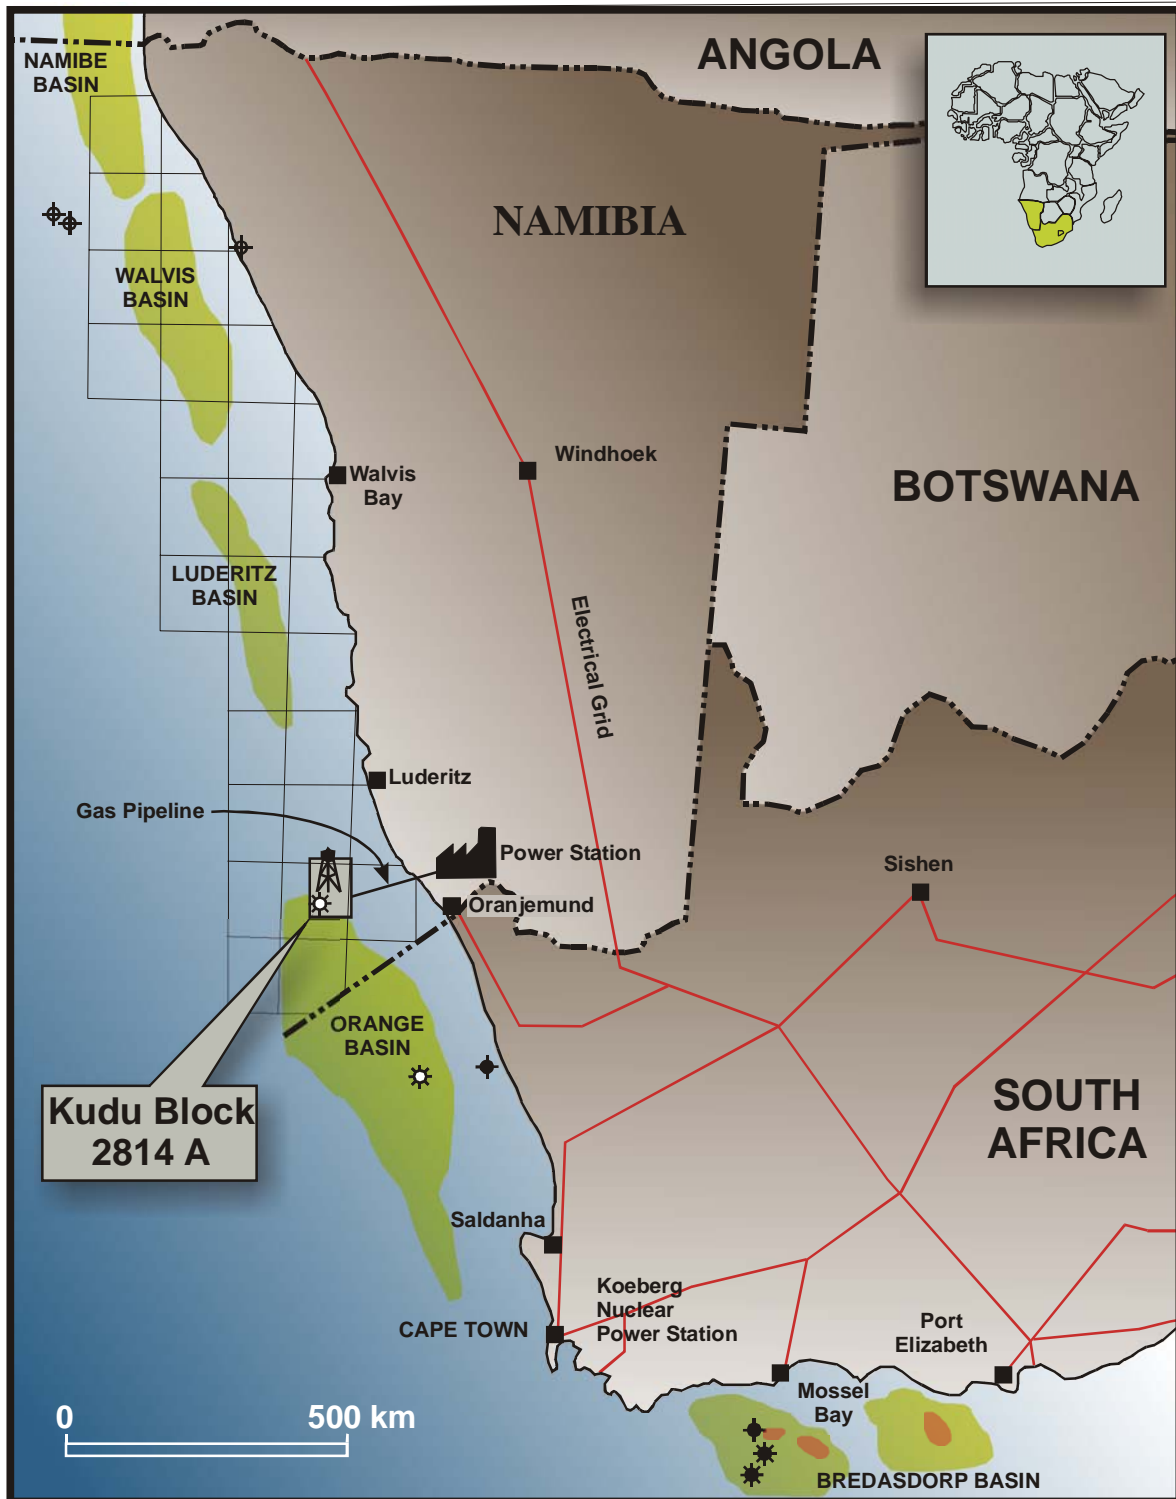 ANGOLA
NAMIBE
BASIN
NAMIBIA
WALVIS
BASIN
Windhoek
Walvis
Bay
BOTSWANA
LUDERITZ
BASIN
Electrical Grid
Luderitz
Gas Pipeline
Power Station
Sishen
Oranjemund
ORANGE
BASIN
Kudu Block
2814 A
SOUTH
AFRICA
Saldanha
Koeberg
Nuclear
Power Station
CAPE TOWN
Port
Elizabeth
Mossel
Bay
0 500 km
BREDASDORP BASIN